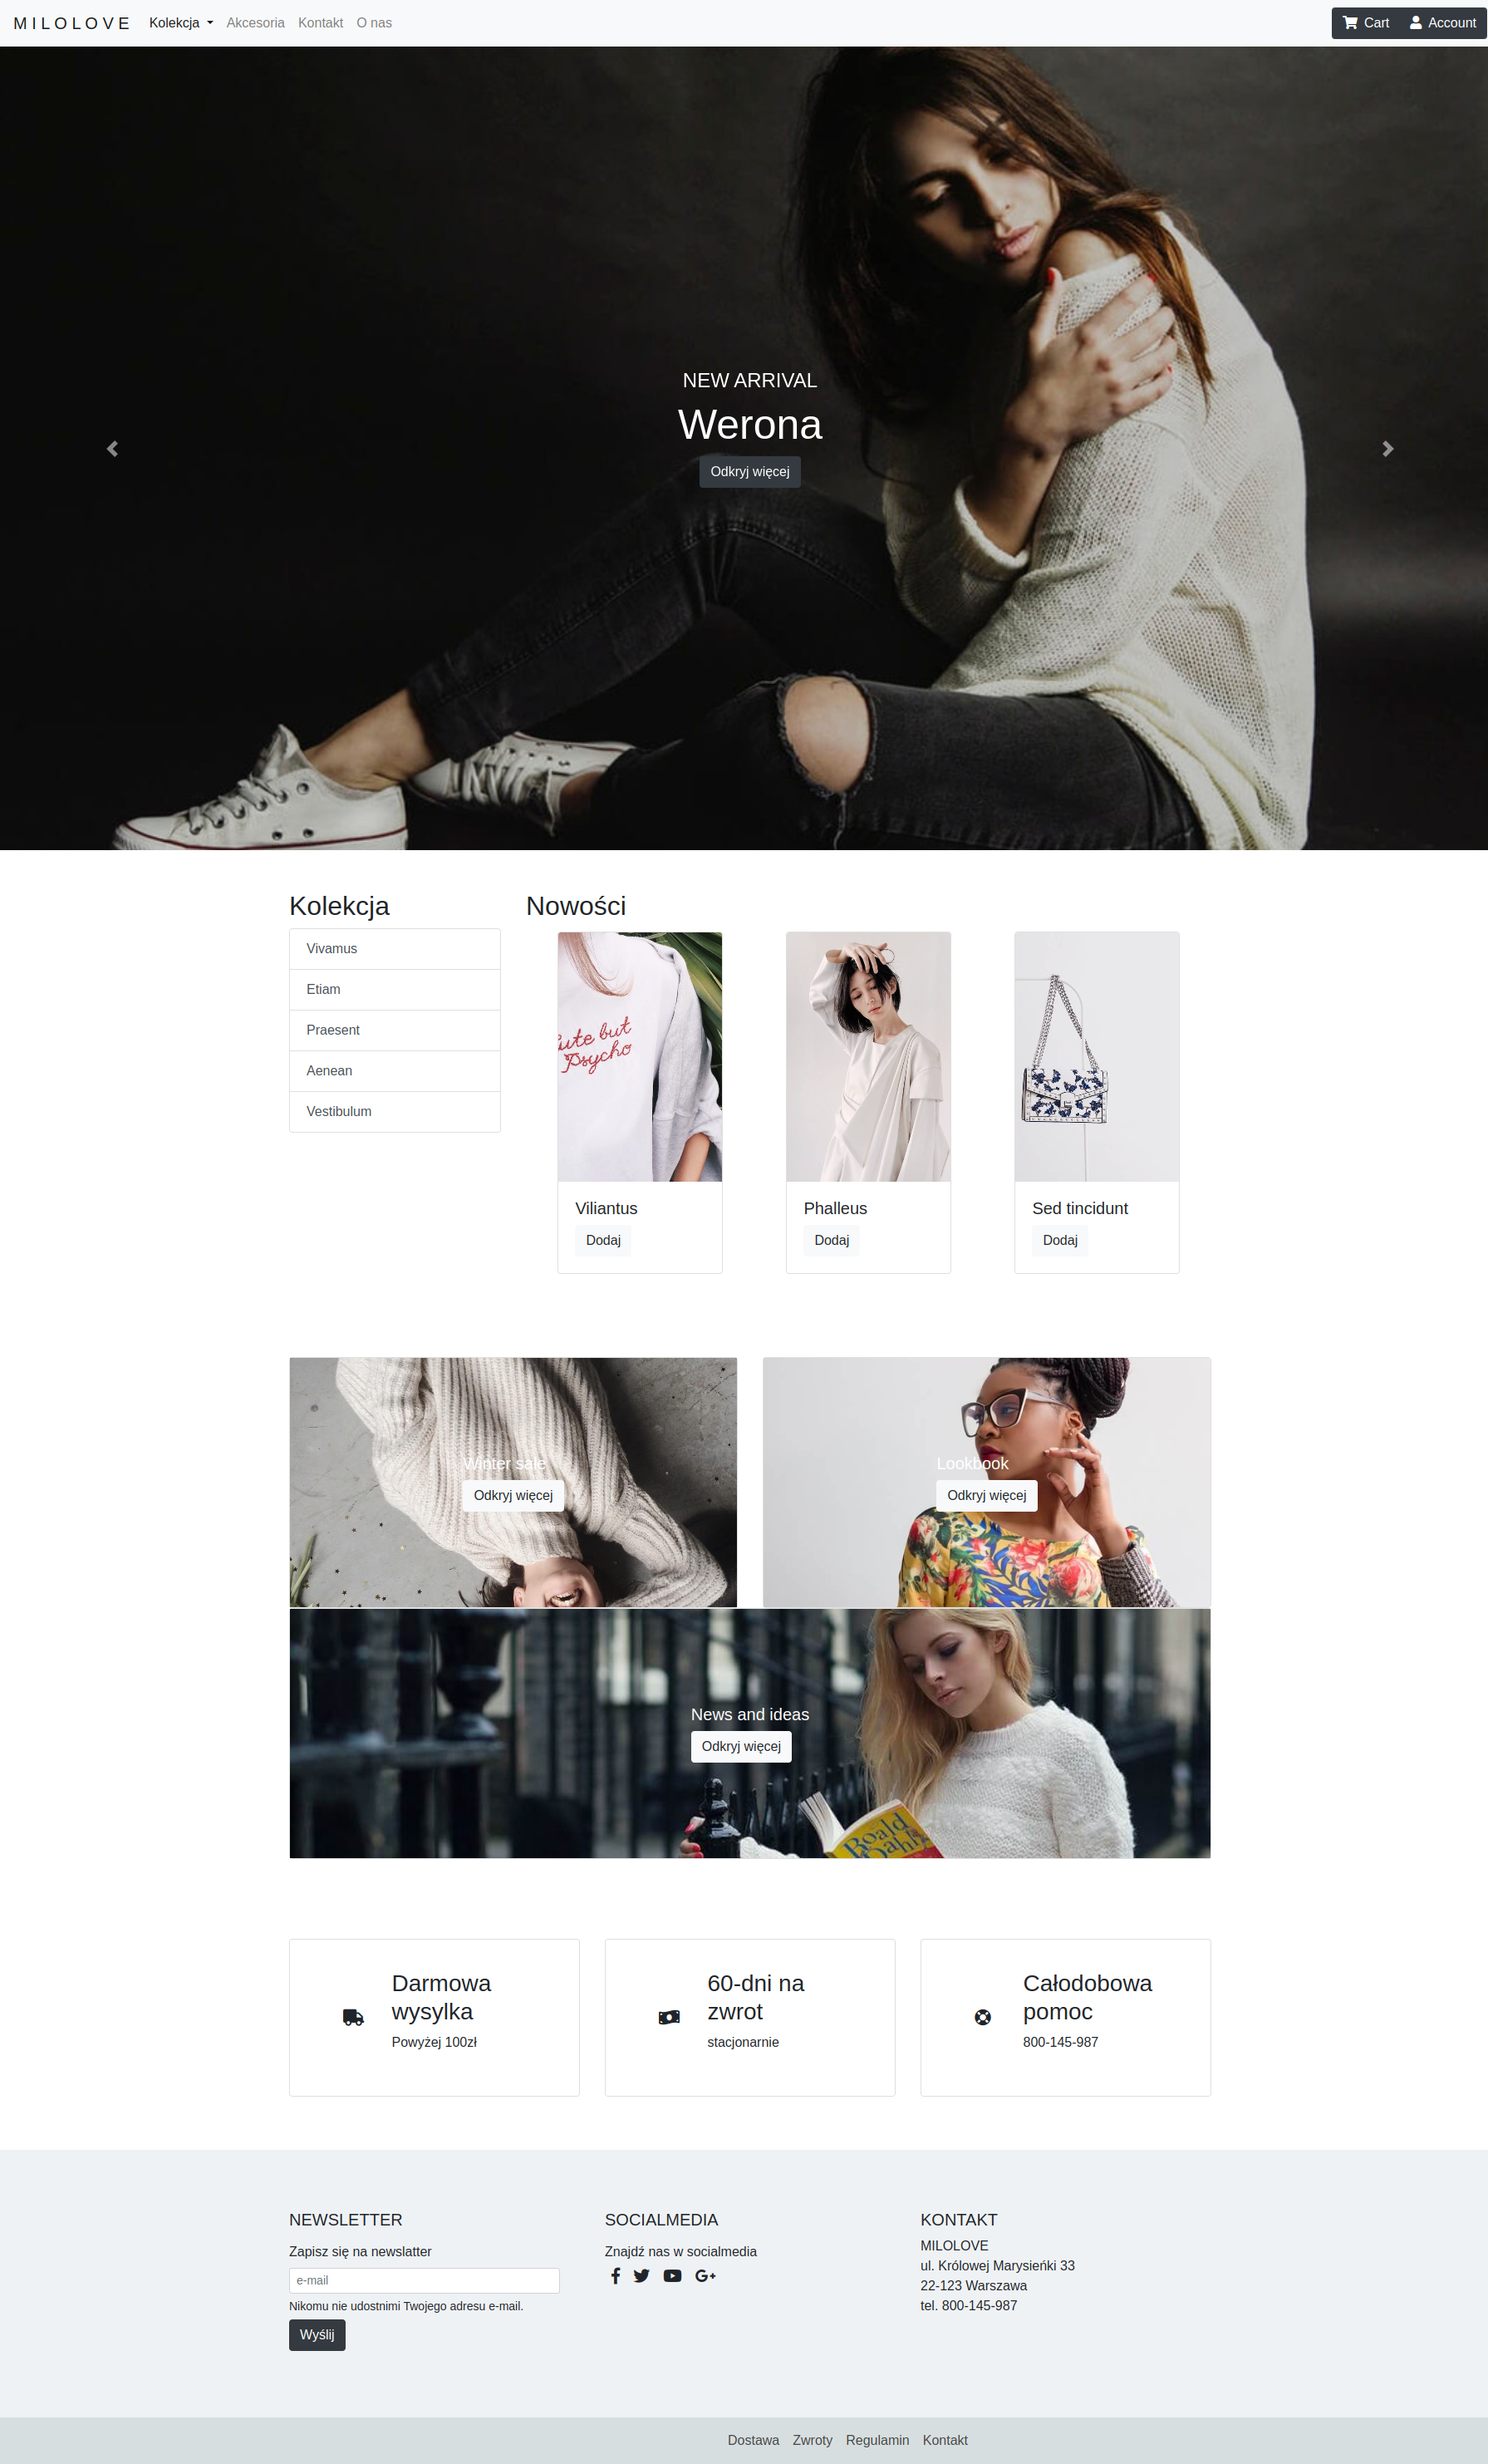 MILOLOVE Kolekcja Akcesoria Kontakt O nas Cart Account
NEW ARRIVAL
Werona
Odkryj więcej
Kolekcja
Vivamus
Etiam
Praesent
Aenean
Vestibulum
Nowości
Cute but
Psycho
Viliantus
Dodaj
Phalleus
Dodaj
Sed tincidunt
Dodaj
Winter sale
Odkryj więcej
Lookbook
Odkryj więcej
News and ideas
Odkryj więcej
Roald
Dahl
Darmowa
wysylka
Powyżej 100zł
60-dni na
zwrot
stacjonarnie
Całodobowa
pomoc
800-145-987
NEWSLETTER
Zapisz się na newslatter
e-mail
Nikomu nie udostnimi Twojego adresu e-mail.
Wyślij
SOCIALMEDIA
Znajdź nas w socialmedia
KONTAKT
MILOLOVE
ul. Królowej Marysieńki 33
22-123 Warszawa
tel. 800-145-987
Dostawa Zwroty Regulamin Kontakt